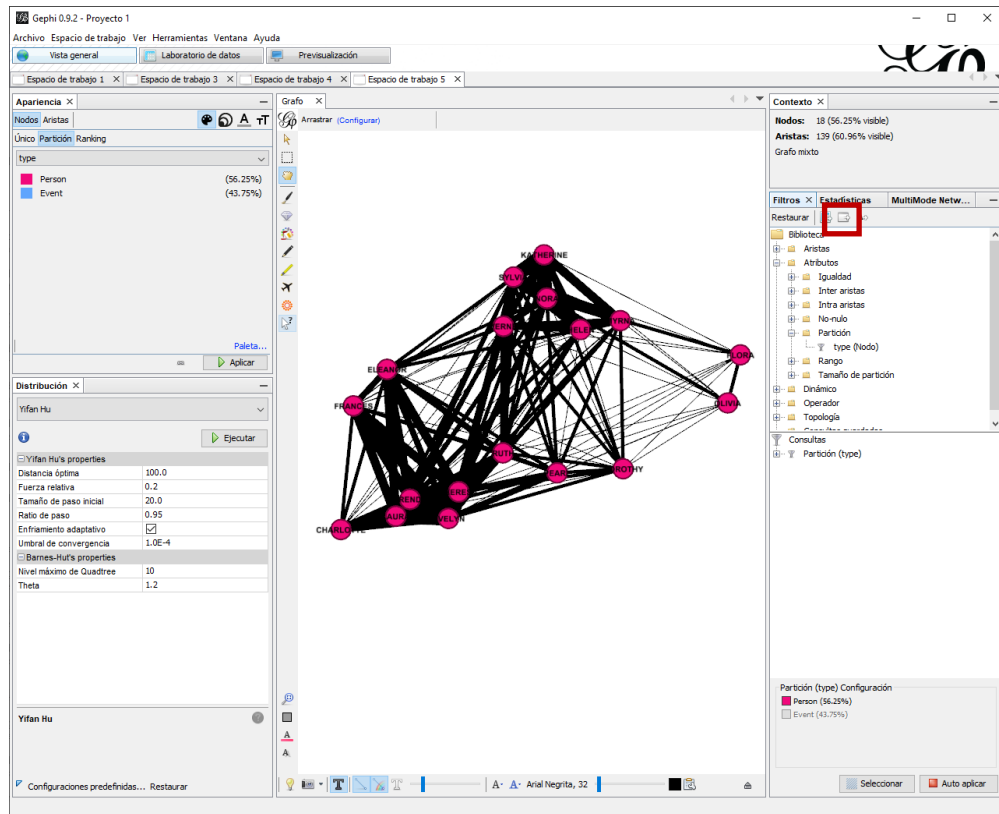 Gephi 0.9.2 - Proyecto 1
Archivo Espacio de trabajo Ver Herramientas Ventana Ayuda
Vista general Laboratorio de datos Previsualización
Espacio de trabajo 1 Espacio de trabajo 3 Espacio de trabajo 4 Espacio de trabajo 5
Apariencia
Nodos Aristas
Único Partición Ranking
type
Person (56.25%)
Event (43.75%)
Paleta...
Aplicar
Distribución
Yifan Hu
Ejecutar
Yifan Hu's properties
Distancia óptima 100.0
Fuerza relativa 0.2
Tamaño de paso inicial 20.0
Ratio de paso 0.95
Enfriamiento adaptativo
Umbral de convergencia 1.0E-4
Barnes-Hut's properties
Nivel máximo de Quadtree 10
Theta 1.2
Yifan Hu
Configuraciones predefinidas... Restaurar
Grafo
Arrastrar (Configurar)
KATHERINE
NORA
ELEANOR
FRANCES
RUTH
Arial Negrita, 32
Contexto
Nodos: 18 (56.25% visible)
Aristas: 139 (60.96% visible)
Grafo mixto
Filtros Estadísticas MultiMode Netw...
Restaurar
Biblioteca
Aristas
Atributos
Igualdad
Inter aristas
Intra aristas
No-nulo
Partición
type (Nodo)
Rango
Tamaño de partición
Dinámico
Operador
Topología
Consultas
Partición (type)
Partición (type) Configuración
Person (56.25%)
Event (43.75%)
Seleccionar Auto aplicar